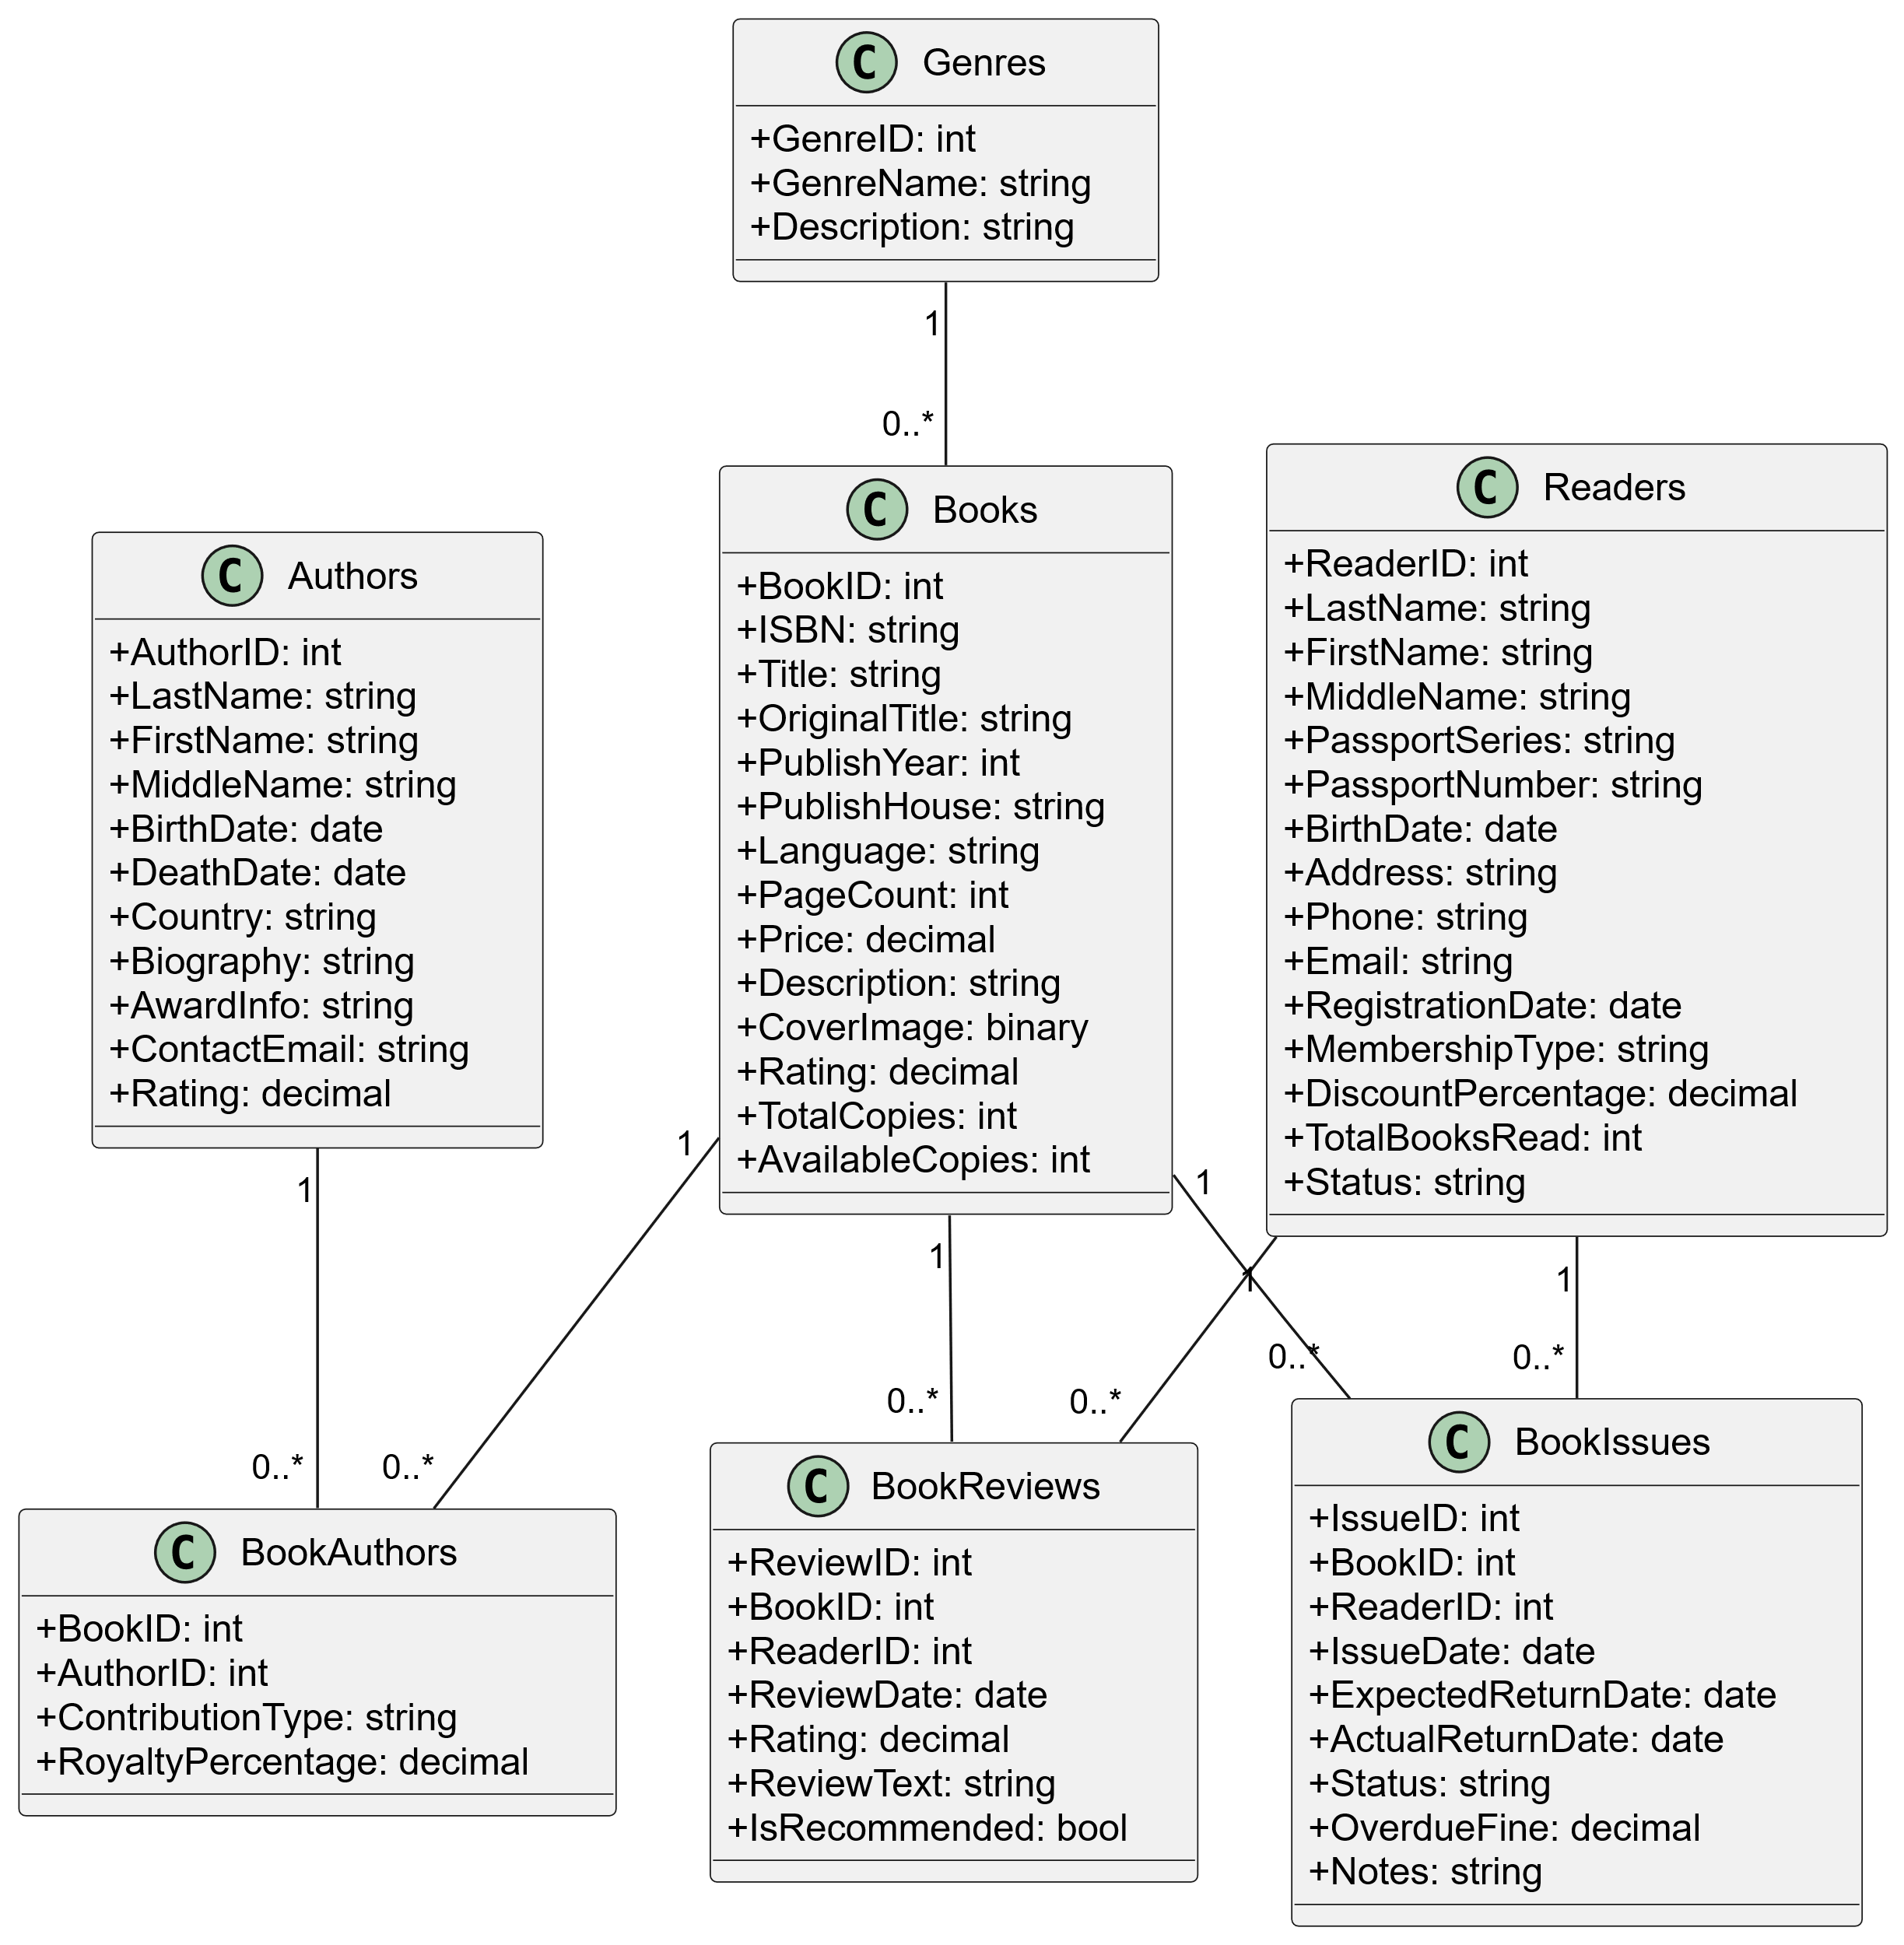 C Genres
+GenreID: int
+GenreName: string
+Description: string
1
0..*
C Authors
+AuthorID: int
+LastName: string
+FirstName: string
+MiddleName: string
+BirthDate: date
+DeathDate: date
+Country: string
+Biography: string
+AwardInfo: string
+ContactEmail: string
+Rating: decimal
C Books
+BookID: int
+ISBN: string
+Title: string
+OriginalTitle: string
+PublishYear: int
+PublishHouse: string
+Language: string
+PageCount: int
+Price: decimal
+Description: string
+CoverImage: binary
+Rating: decimal
+TotalCopies: int
+AvailableCopies: int
C Readers
+ReaderID: int
+LastName: string
+FirstName: string
+MiddleName: string
+PassportSeries: string
+PassportNumber: string
+BirthDate: date
+Address: string
+Phone: string
+Email: string
+RegistrationDate: date
+MembershipType: string
+DiscountPercentage: decimal
+TotalBooksRead: int
+Status: string
1
1
1
1
1
1
0..*
0..*
0..*
0..*
0..*
0..*
C BookAuthors
+BookID: int
+AuthorID: int
+ContributionType: string
+RoyaltyPercentage: decimal
C BookReviews
+ReviewID: int
+BookID: int
+ReaderID: int
+ReviewDate: date
+Rating: decimal
+ReviewText: string
+IsRecommended: bool
C BookIssues
+IssueID: int
+BookID: int
+ReaderID: int
+IssueDate: date
+ExpectedReturnDate: date
+ActualReturnDate: date
+Status: string
+OverdueFine: decimal
+Notes: string